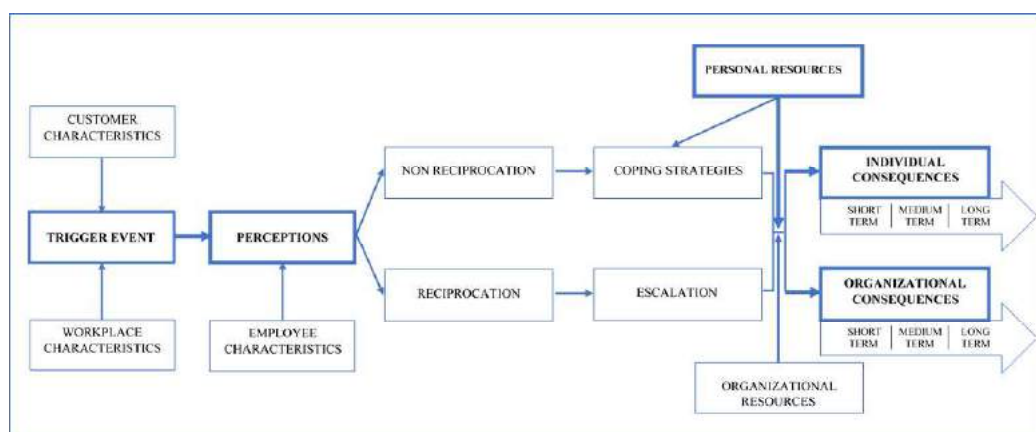 PERSONAL RESOURCES
CUSTOMER
CHARACTERISTICS
NON RECIPROCATION
COPING STRATEGIES
INDIVIDUAL
CONSEQUENCES
SHORT
TERM
MEDIUM
TERM
LONG
TERM
TRIGGER EVENT
PERCEPTIONS
RECIPROCATION
ESCALATION
ORGANIZATIONAL
CONSEQUENCES
SHORT
TERM
MEDIUM
TERM
LONG
TERM
WORKPLACE
CHARACTERISTICS
EMPLOYEE
CHARACTERISTICS
ORGANIZATIONAL
RESOURCES